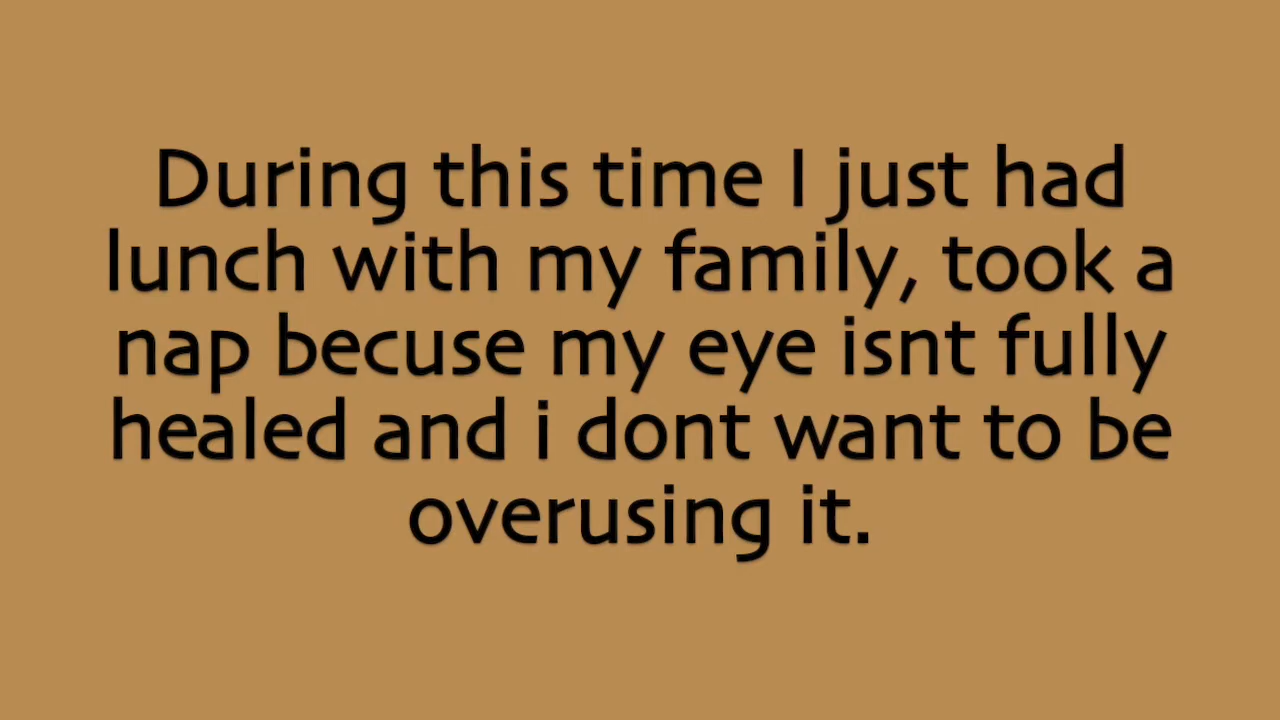 During this time I just had
lunch with my family, took a
nap becuse my eye isnt fully
healed and i dont want to be
overusing it.